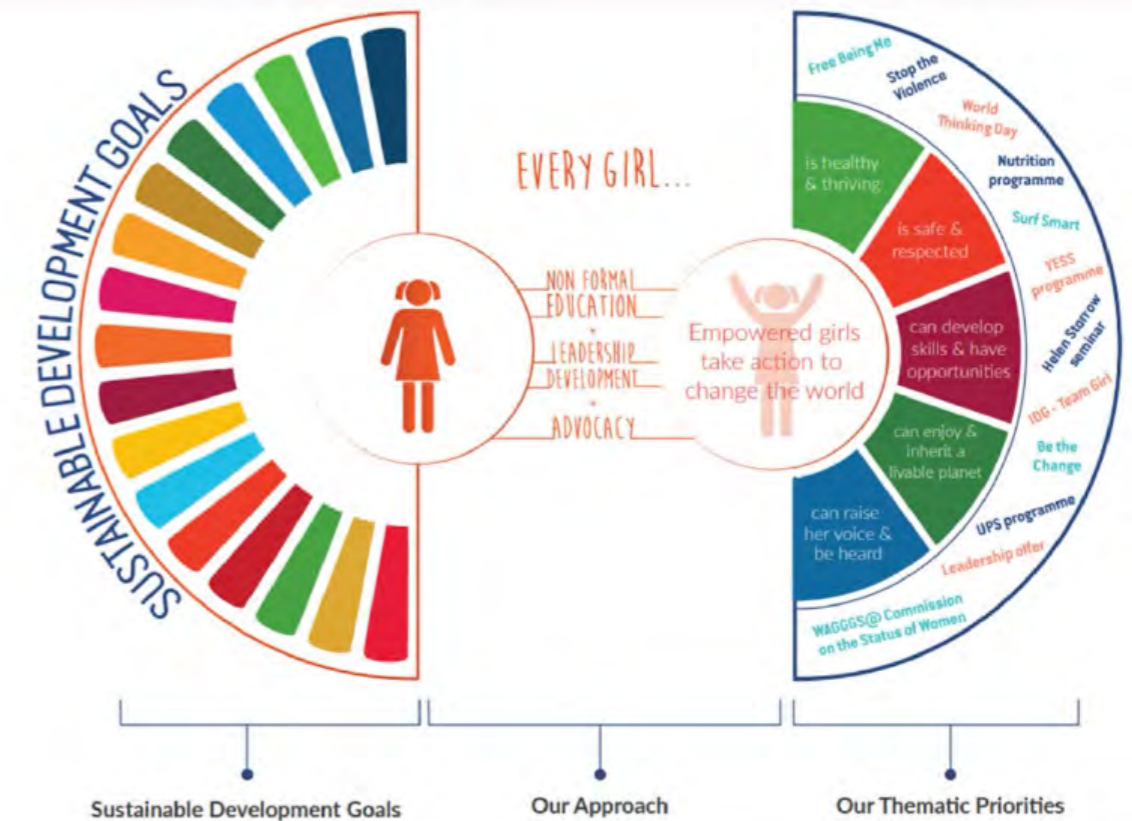 SUSTAINABLE DEVELOPMENT GOALS
EVERY GIRL...
NON FORMAL
EDUCATION
LEADERSHIP
DEVELOPMENT
ADVOCACY
Empowered girls
take action to
change the world
is healthy
& thriving
is safe &
respected
can develop
skills & have
opportunities
can enjoy &
inherit a
livable planet
can raise
her voice &
be heard
Free Being Me
Stop the
Violence
World
Thinking Day
Nutrition
programme
Surf Smart
YESS
programme
Helen Storrow
seminar
IDG - Team Girl
Be the
Change
UPS programme
Leadership offer
WAGGGS@ Commission
on the Status of Women
Sustainable Development Goals
Our Approach
Our Thematic Priorities